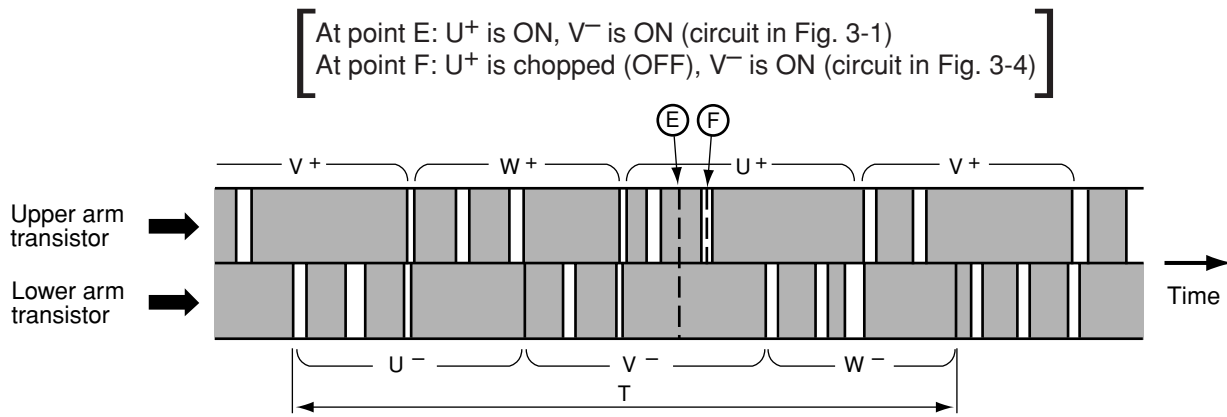 At point E: U+ is ON, V– is ON (circuit in Fig. 3-1)
At point F: U+ is chopped (OFF), V– is ON (circuit in Fig. 3-4)
E F
V + W + U + V +
Upper arm
transistor
Lower arm
transistor
Time
U – V – W –
T